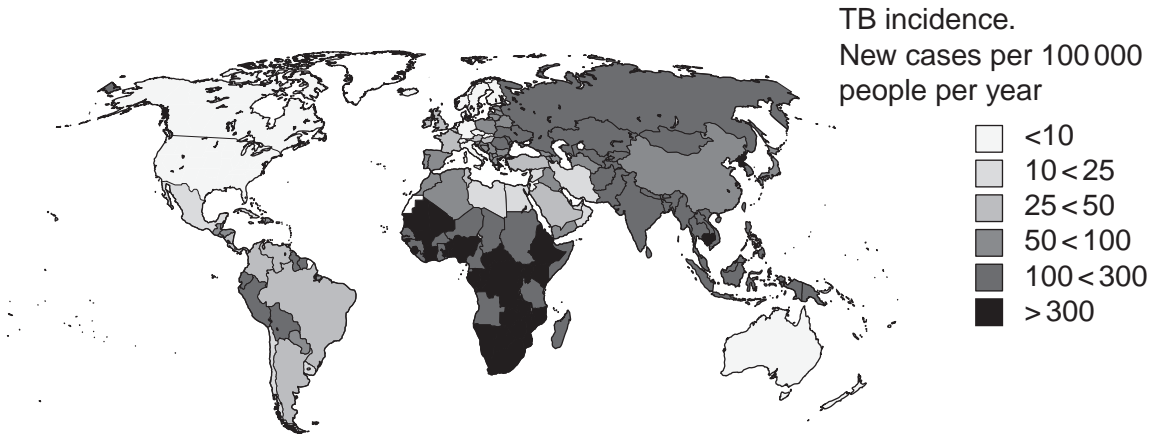 TB incidence.
New cases per 100 000
people per year
<10
10 < 25
25 < 50
50 < 100
100 < 300
> 300